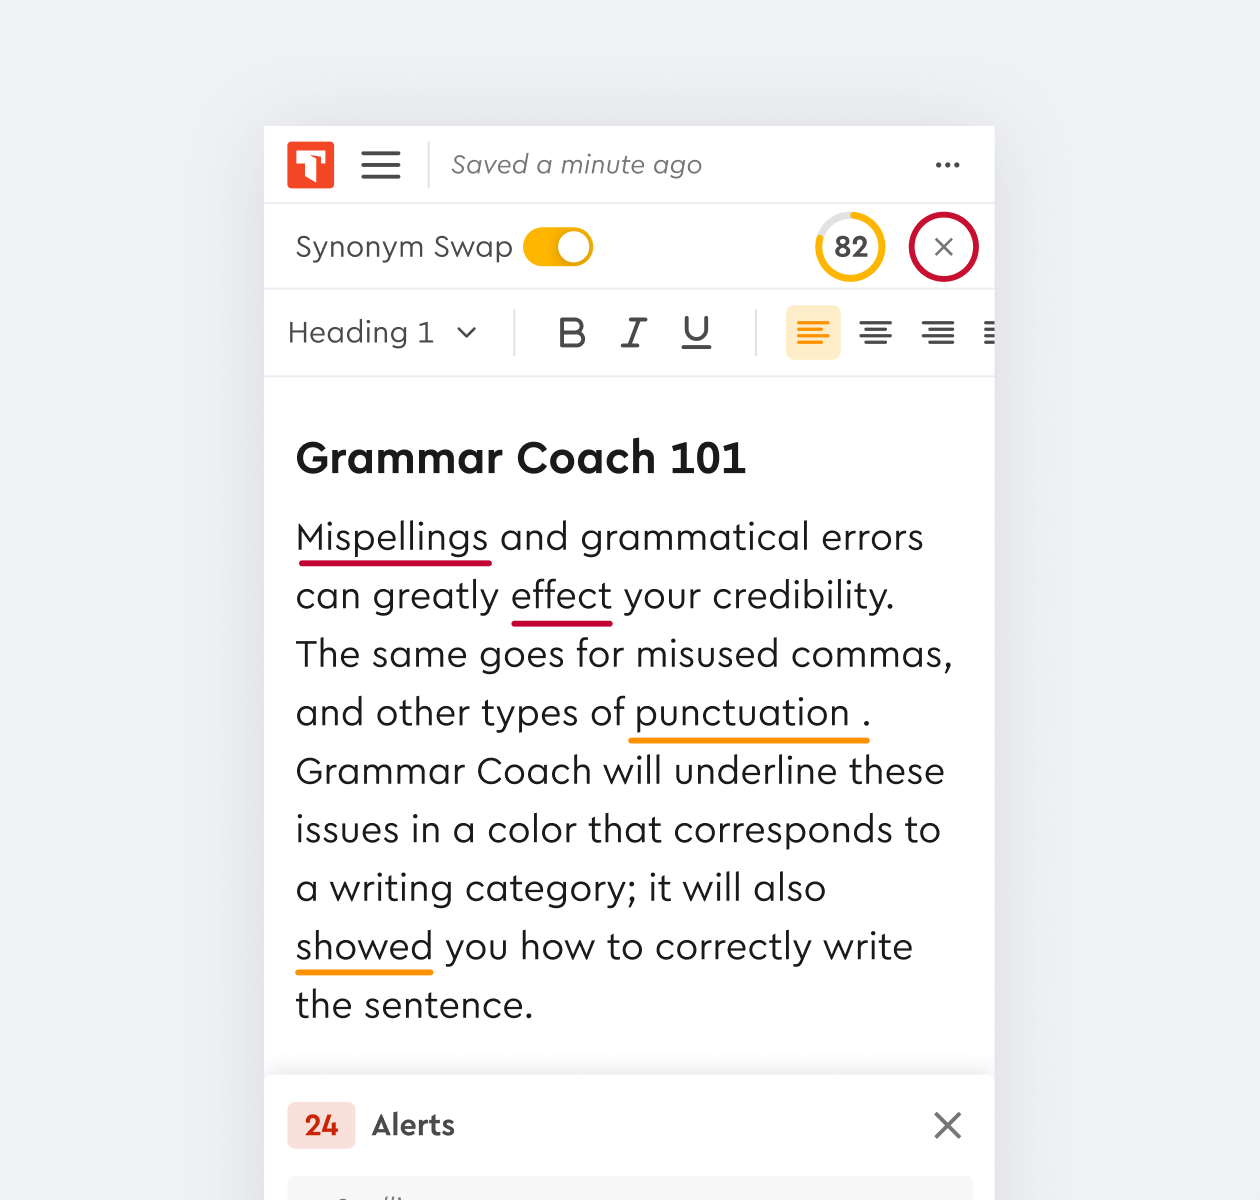 Saved a minute ago
Synonym Swap
82
Heading 1
B I U
Grammar Coach 101
Mispellings and grammatical errors
can greatly effect your credibility.
The same goes for misused commas,
and other types of punctuation .
Grammar Coach will underline these
issues in a color that corresponds to
a writing category; it will also
showed you how to correctly write
the sentence.
24 Alerts